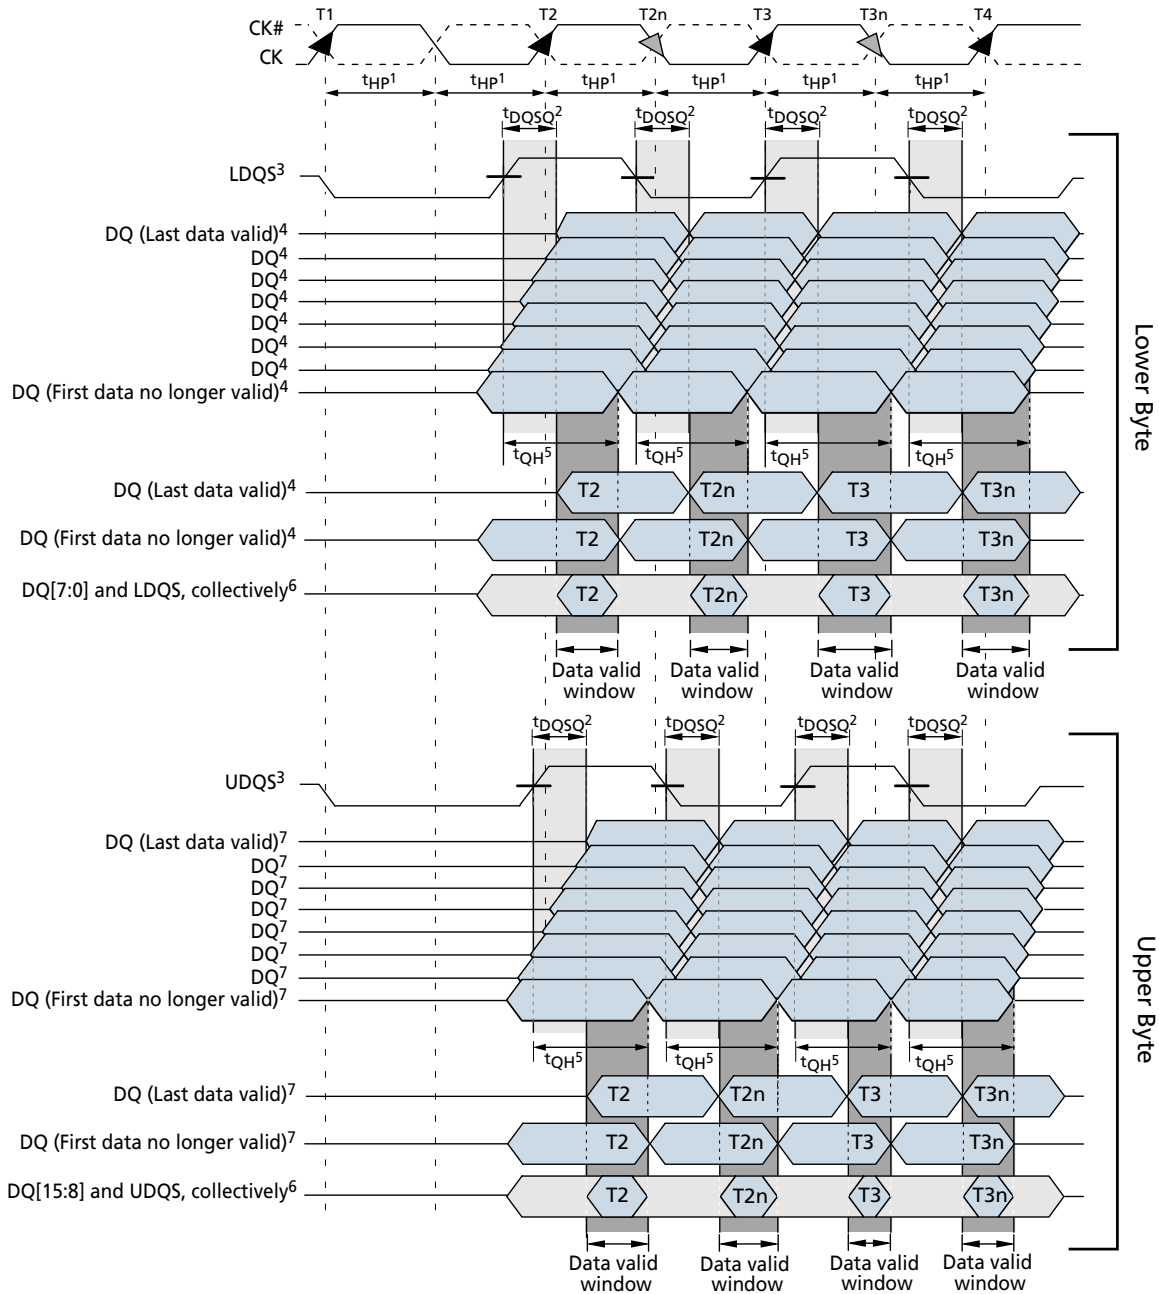 T1 T2 T2n T3 T3n T4
CK#
CK
tHP1 tHP1 tHP1 tHP1 tHP1 tHP1
tDQSQ2 tDQSQ2 tDQSQ2 tDQSQ2
LDQS3
DQ (Last data valid)4
DQ4
DQ4
DQ4
DQ4
DQ4
DQ4
DQ (First data no longer valid)4
Lower Byte
tQH5 tQH5 tQH5 tQH5
DQ (Last data valid)4 T2 T2n T3 T3n
DQ (First data no longer valid)4 T2 T2n T3 T3n
DQ[7:0] and LDQS, collectively6 T2 T2n T3 T3n
Data valid window Data valid window Data valid window Data valid window
tDQSQ2 tDQSQ2 tDQSQ2 tDQSQ2
UDQS3
DQ (Last data valid)7
DQ7
DQ7
DQ7
DQ7
DQ7
DQ7
DQ (First data no longer valid)7
Upper Byte
tQH5 tQH5 tQH5 tQH5
DQ (Last data valid)7 T2 T2n T3 T3n
DQ (First data no longer valid)7 T2 T2n T3 T3n
DQ[15:8] and UDQS, collectively6 T2 T2n T3 T3n
Data valid window Data valid window Data valid window Data valid window